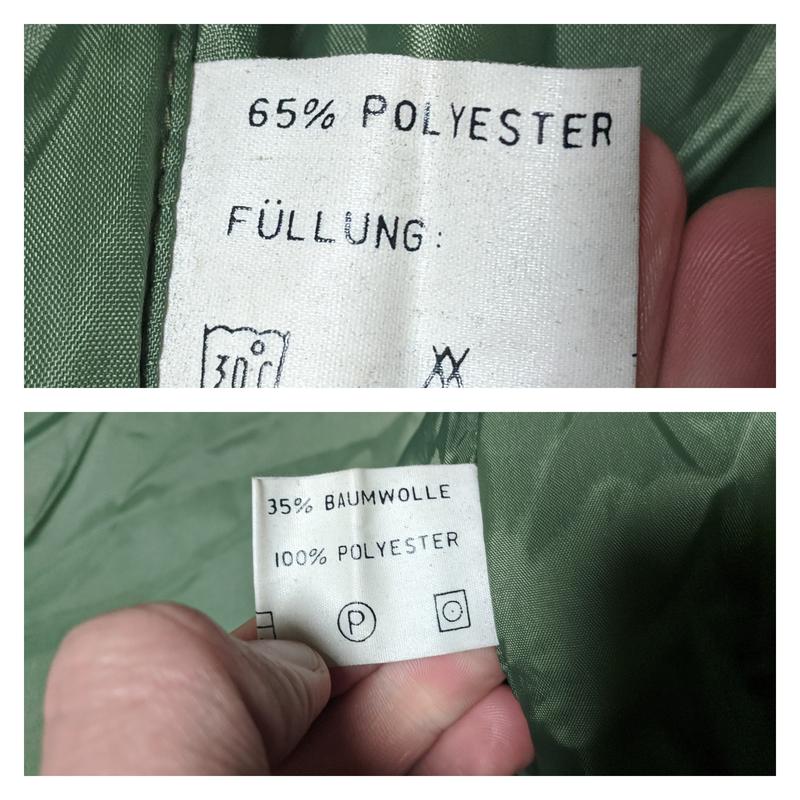 65% POLYESTER
FÜLLUNG:
30°C
35% BAUMWOLLE
100% POLYESTER
P